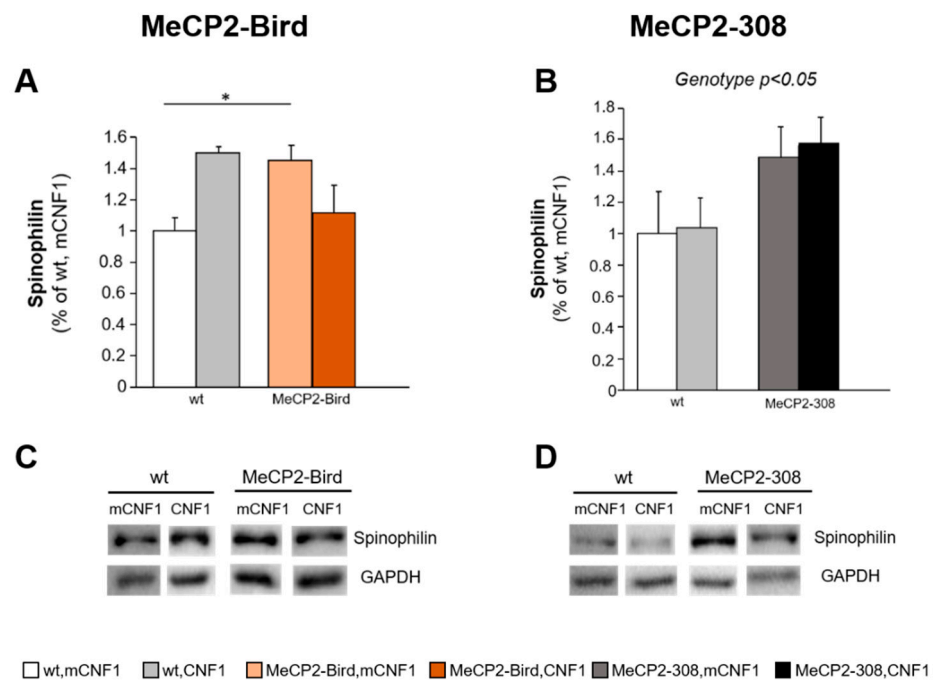 MeCP2-Bird
MeCP2-308
A
*
Spinophilin
(% of wt, mCNF1)
1.6
1.4
1.2
1
0.8
0.6
0.4
0.2
0
wt
MeCP2-Bird
B
Genotype p<0.05
Spinophilin
(% of wt, mCNF1)
1.8
1.6
1.4
1.2
1
0.8
0.6
0.4
0.2
0
wt
MeCP2-308
C
wt
MeCP2-Bird
mCNF1 CNF1 mCNF1 CNF1
Spinophilin
GAPDH
D
wt
MeCP2-308
mCNF1 CNF1 mCNF1 CNF1
Spinophilin
GAPDH
wt,mCNF1 wt,CNF1 MeCP2-Bird,mCNF1 MeCP2-Bird,CNF1 MeCP2-308,mCNF1 MeCP2-308,CNF1